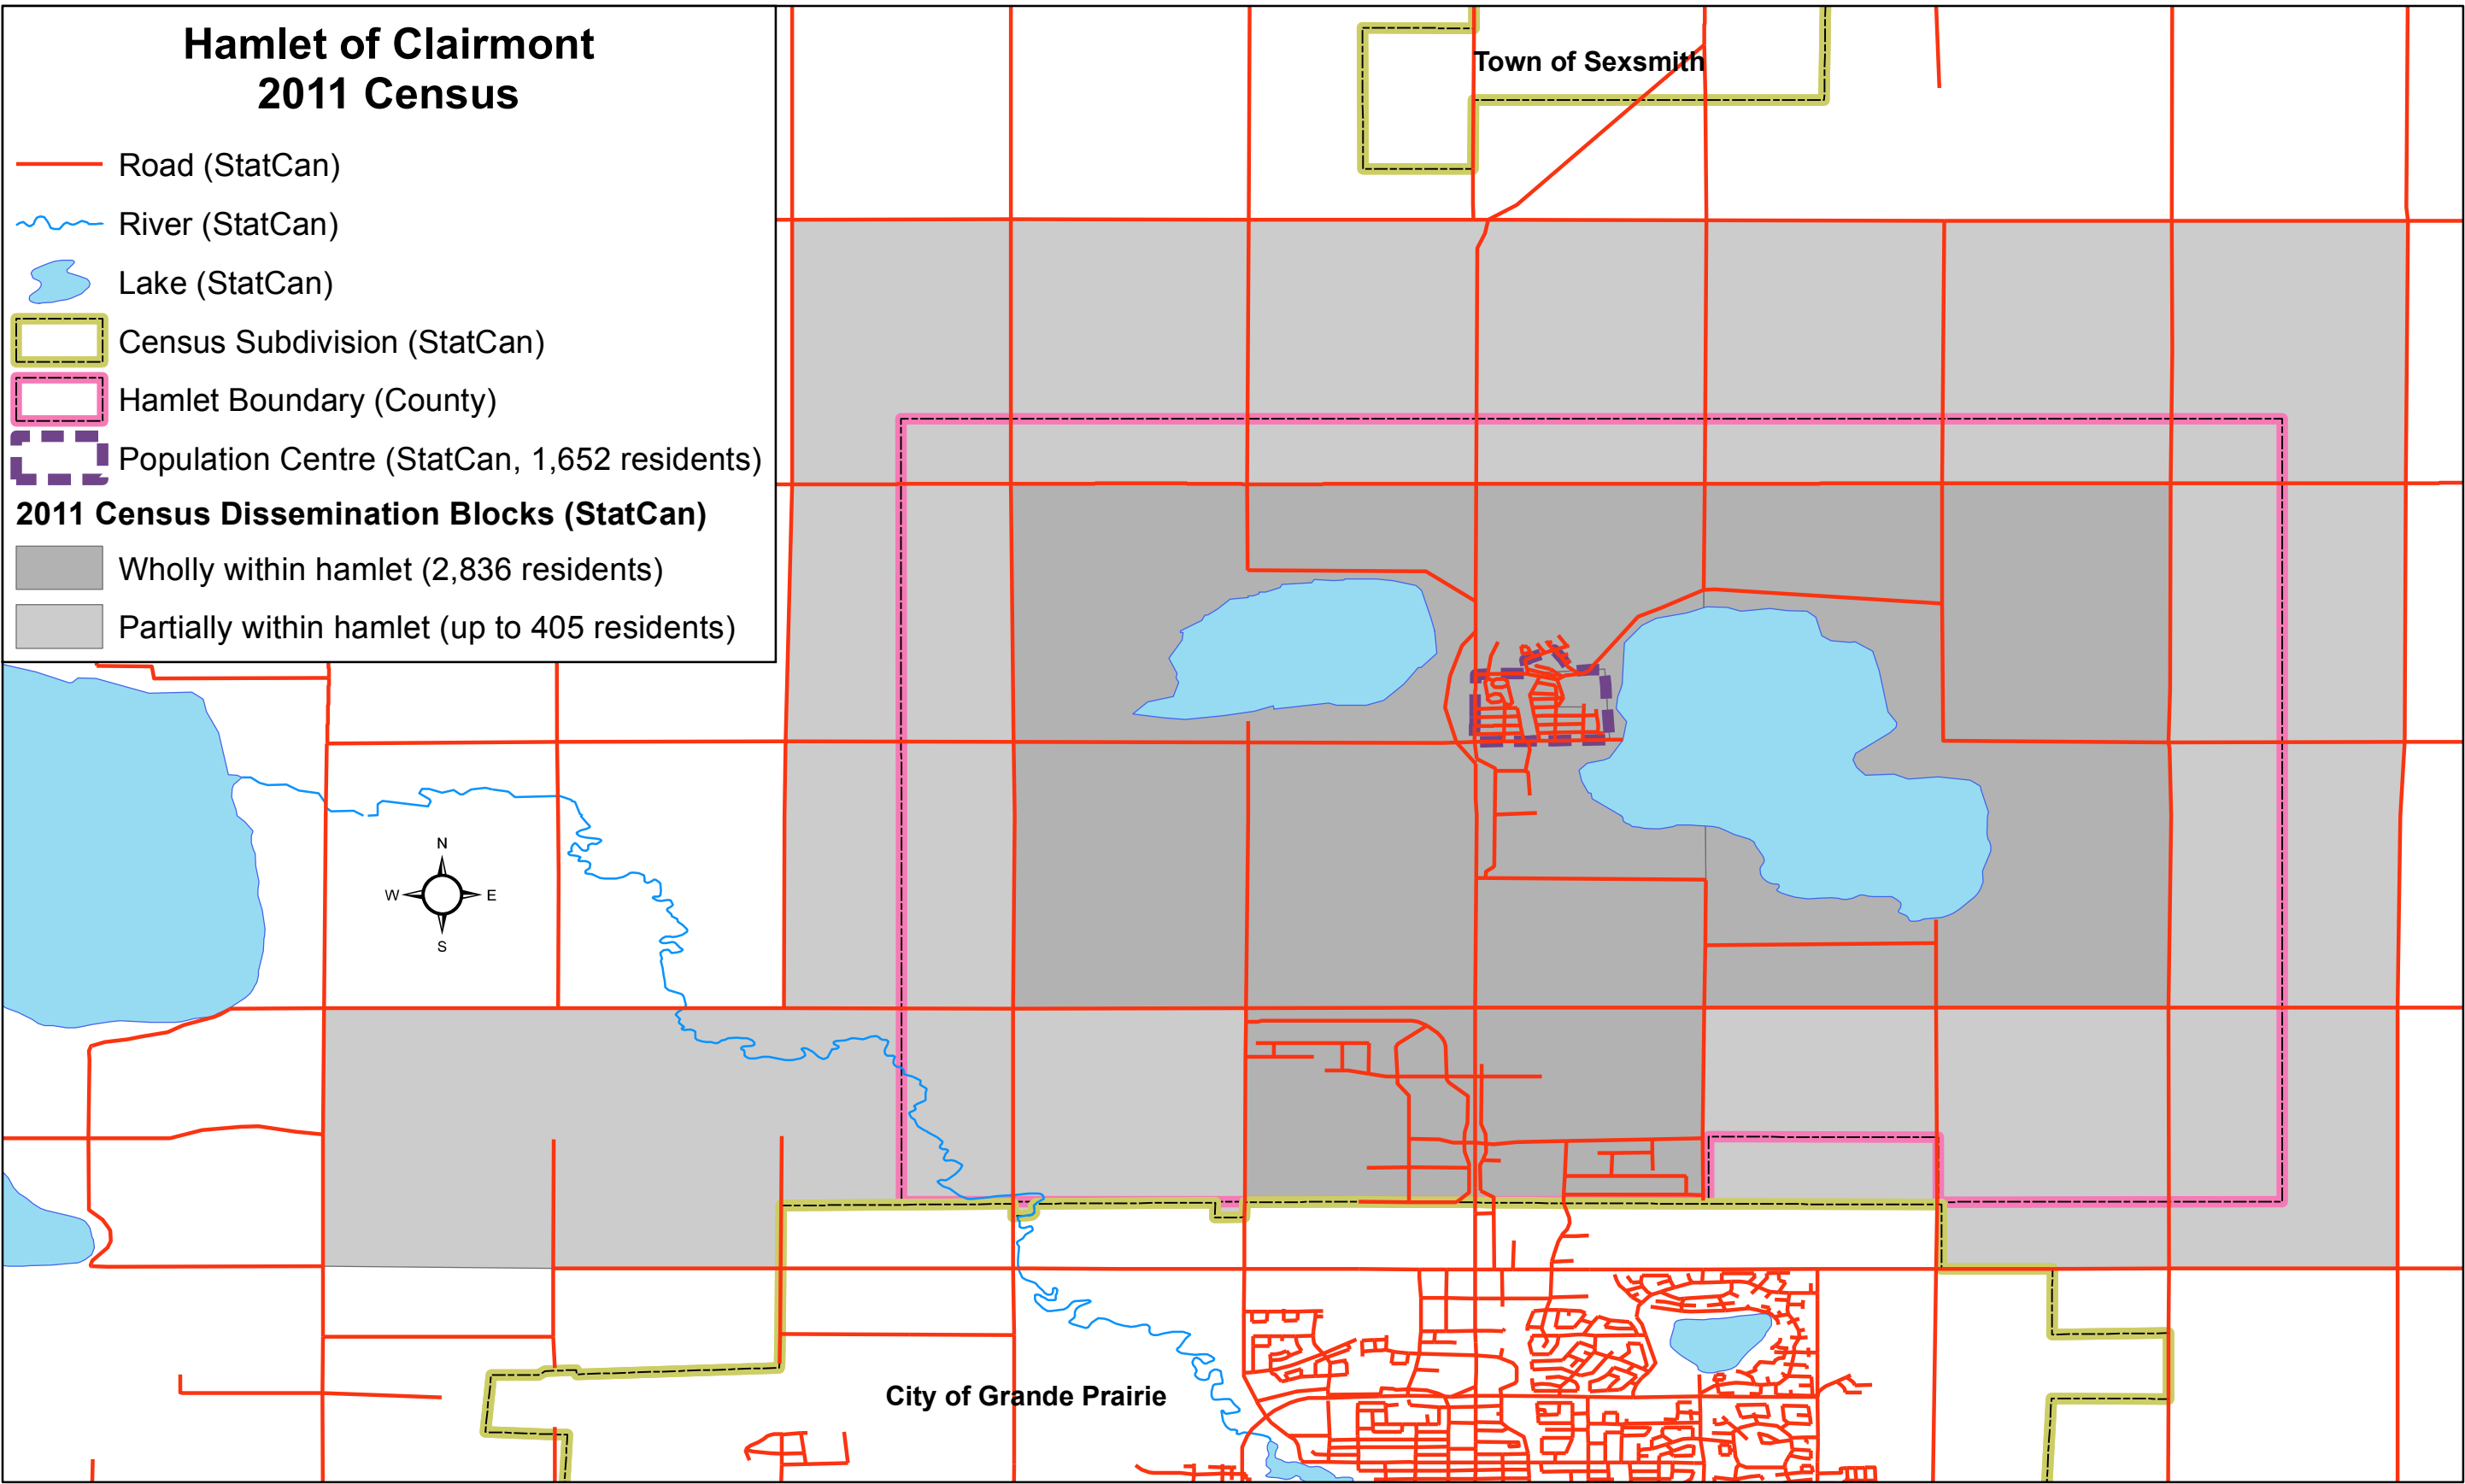 Hamlet of Clairmont
2011 Census
Road (StatCan)
River (StatCan)
Lake (StatCan)
Census Subdivision (StatCan)
Hamlet Boundary (County)
Population Centre (StatCan, 1,652 residents)
2011 Census Dissemination Blocks (StatCan)
Wholly within hamlet (2,836 residents)
Partially within hamlet (up to 405 residents)
Town of Sexsmith
N
W E
S
City of Grande Prairie